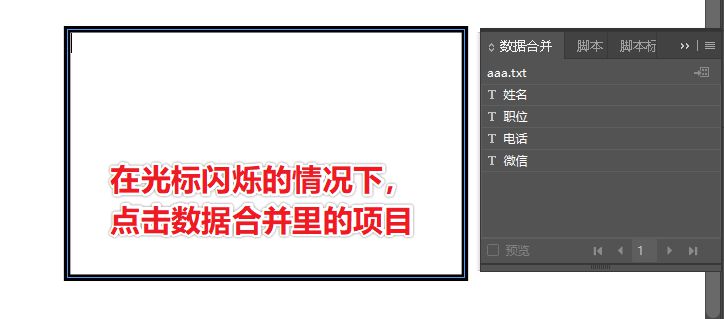 数据合并 脚本 脚本标
aaa.txt
T 姓名
T 职位
T 电话
T 微信
在光标闪烁的情况下，
点击数据合并里的项目
预览 1